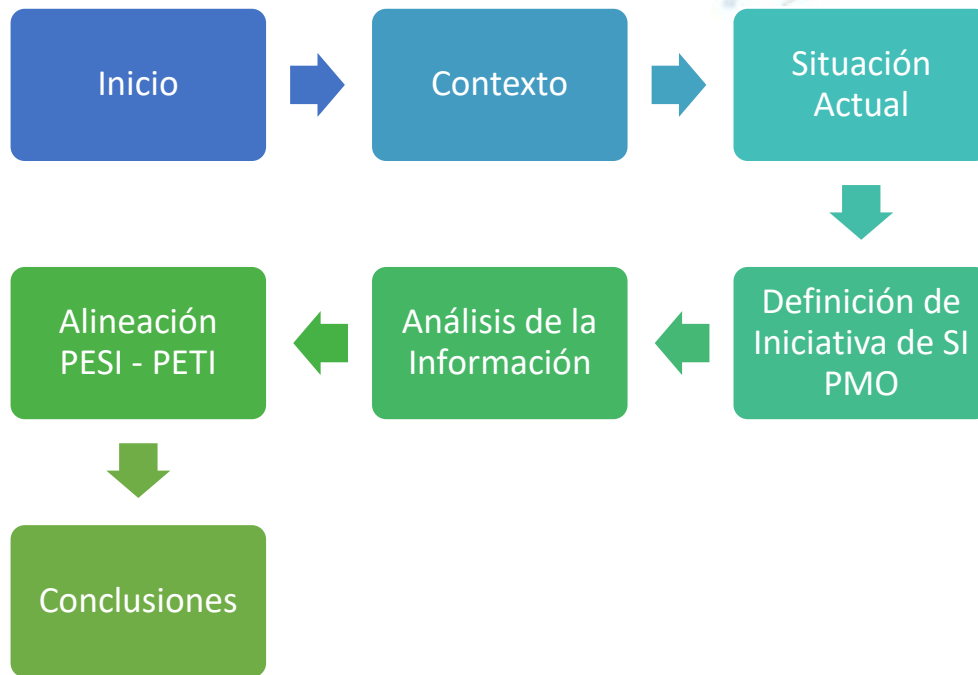 Inicio
Contexto
Situación
Actual
Definición de
Iniciativa de SI
PMO
Análisis de la
Información
Alineación
PESI - PETI
Conclusiones